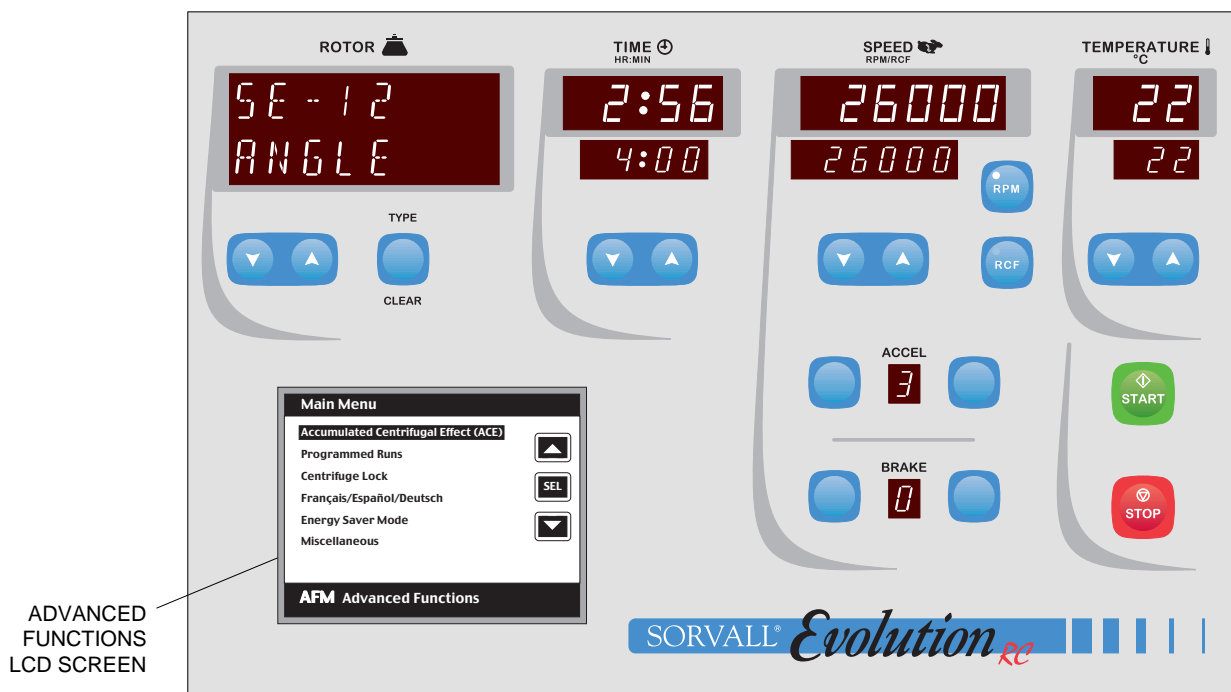 ROTOR
SE-12
ANGLE
TYPE
CLEAR
TIME
HR:MIN
2:56
4:00
SPEED
RPM/RCF
26000
26000
RPM
RCF
TEMPERATURE
°C
22
22
ACCEL
3
BRAKE
0
START
STOP
Main Menu
Accumulated Centrifugal Effect (ACE)
Programmed Runs
Centrifuge Lock
Français/Español/Deutsch
Energy Saver Mode
Miscellaneous
SEL
AFM Advanced Functions
ADVANCED
FUNCTIONS
LCD SCREEN
SORVALL® Evolution RC